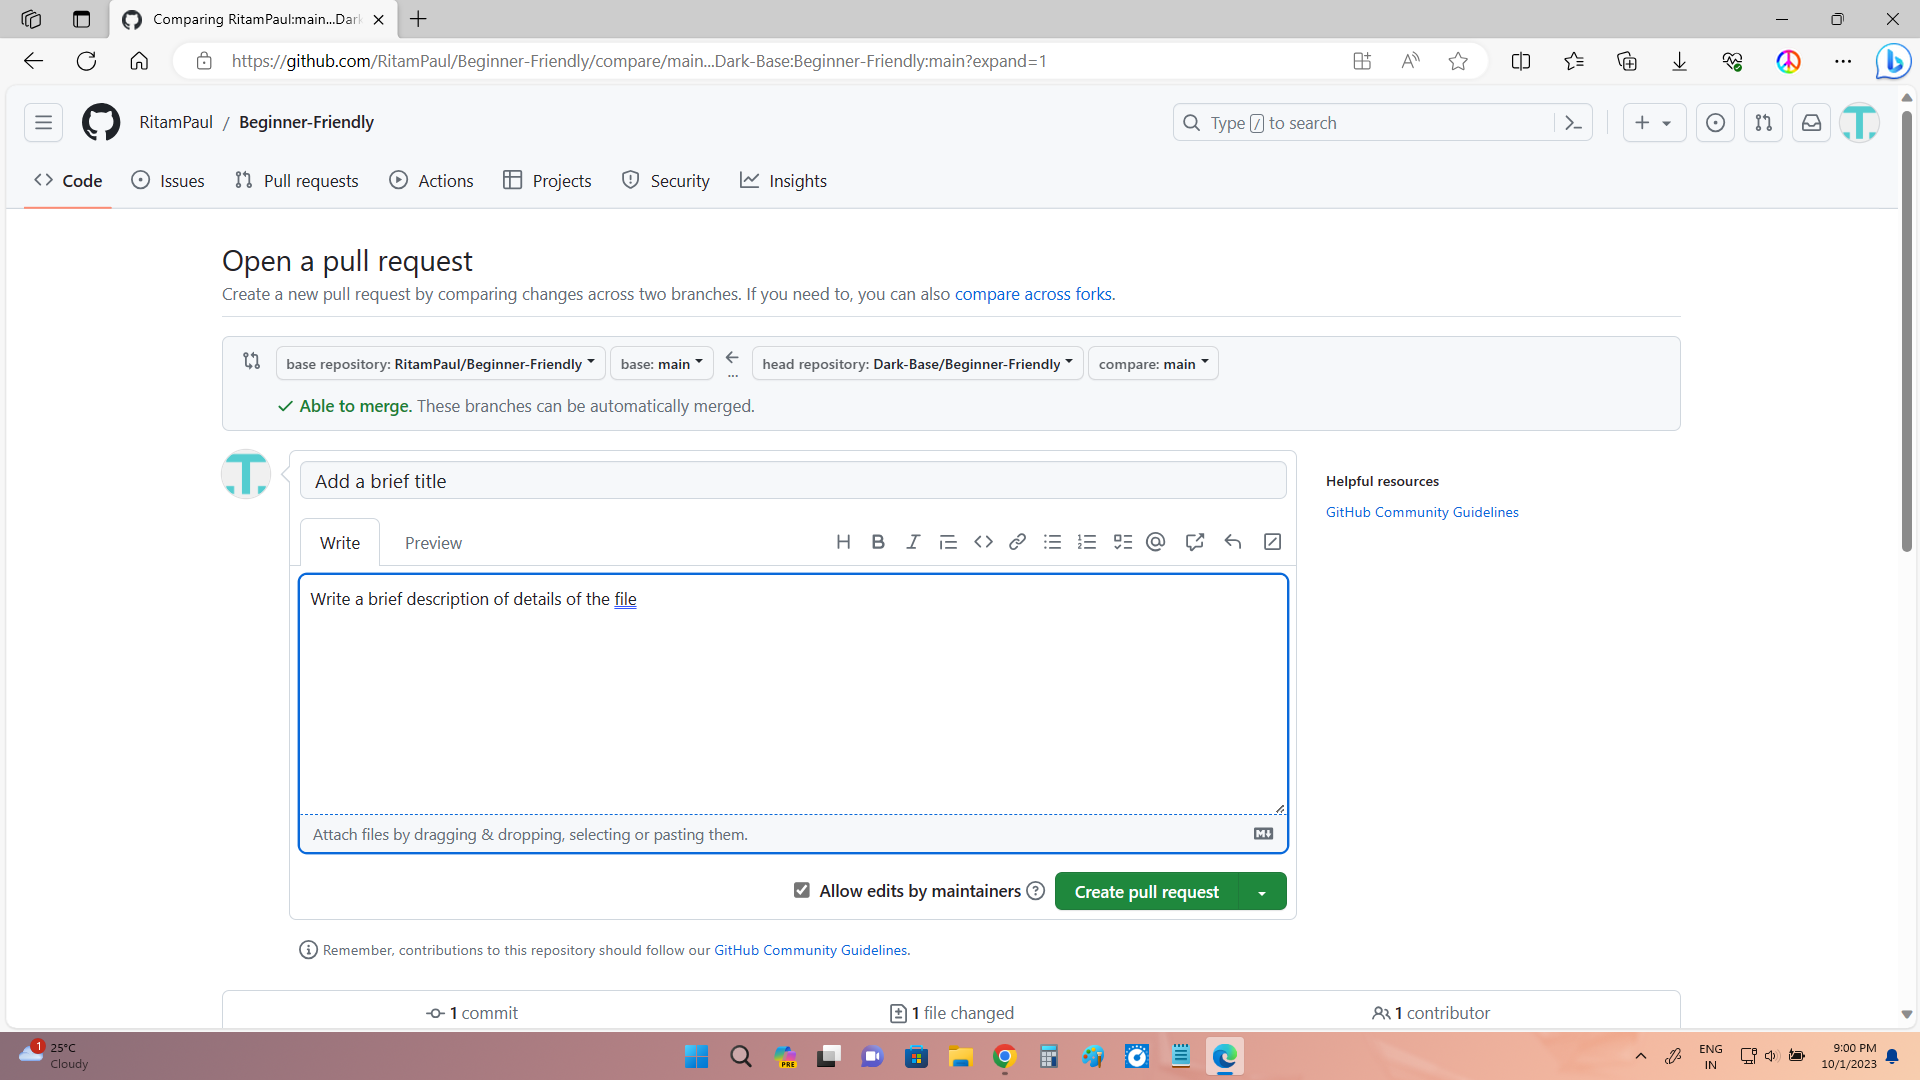 Comparing RitamPaul:main...Dark
https://github.com/RitamPaul/Beginner-Friendly/compare/main...Dark-Base:Beginner-Friendly:main?expand=1
RitamPaul / Beginner-Friendly
Type / to search
Code
Issues
Pull requests
Actions
Projects
Security
Insights
Open a pull request
Create a new pull request by comparing changes across two branches. If you need to, you can also compare across forks.
base repository: RitamPaul/Beginner-Friendly
base: main
...
head repository: Dark-Base/Beginner-Friendly
compare: main
Able to merge. These branches can be automatically merged.
Add a brief title
Helpful resources
GitHub Community Guidelines
Write
Preview
Write a brief description of details of the file
Attach files by dragging & dropping, selecting or pasting them.
Allow edits by maintainers
Create pull request
Remember, contributions to this repository should follow our GitHub Community Guidelines.
1 commit
1 file changed
1 contributor
1
25°C
Cloudy
PRE
ENG
IN
9:00 PM
10/1/2023